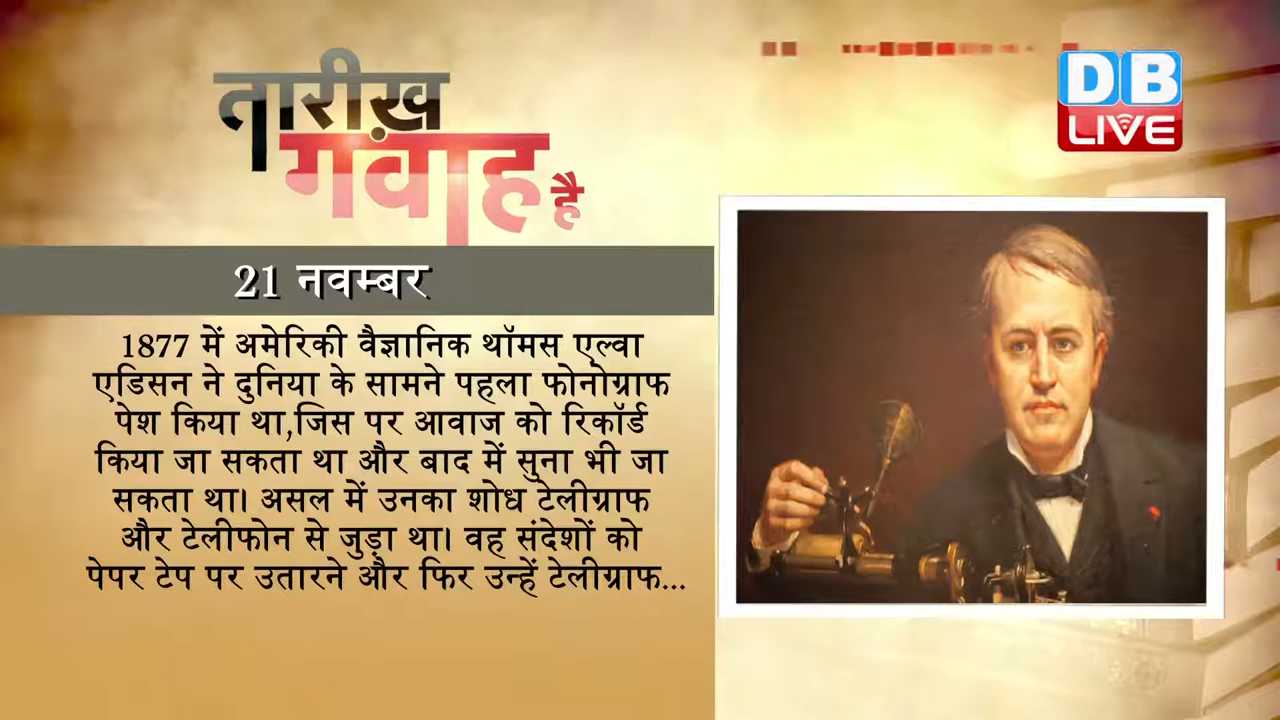 तारीख़
गवाह है
DB
LIVE
21 नवम्बर
1877 में अमेरिकी वैज्ञानिक थॉमस एल्वा
एडिसन ने दुनिया के सामने पहला फोनोग्राफ
पेश किया था,जिस पर आवाज को रिकॉर्ड
किया जा सकता था और बाद में सुना भी जा
सकता था। असल में उनका शोध टेलीग्राफ
और टेलीफोन से जुड़ा था। वह संदेशों को
पेपर टेप पर उतारने और फिर उन्हें टेलीग्राफ...